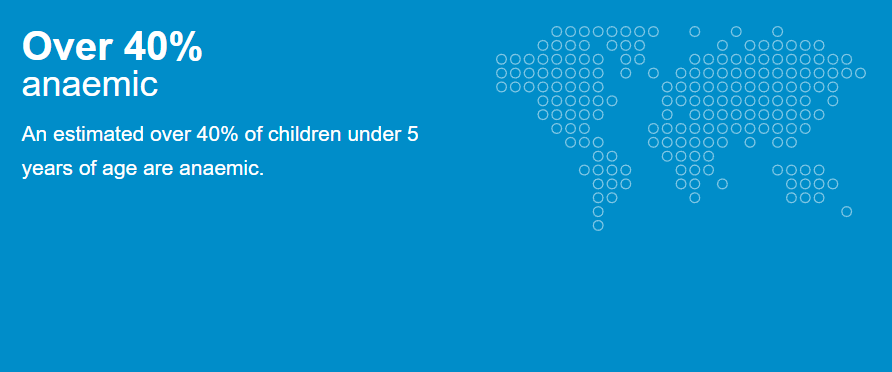 Over 40%
anaemic
An estimated over 40% of children under 5
years of age are anaemic.